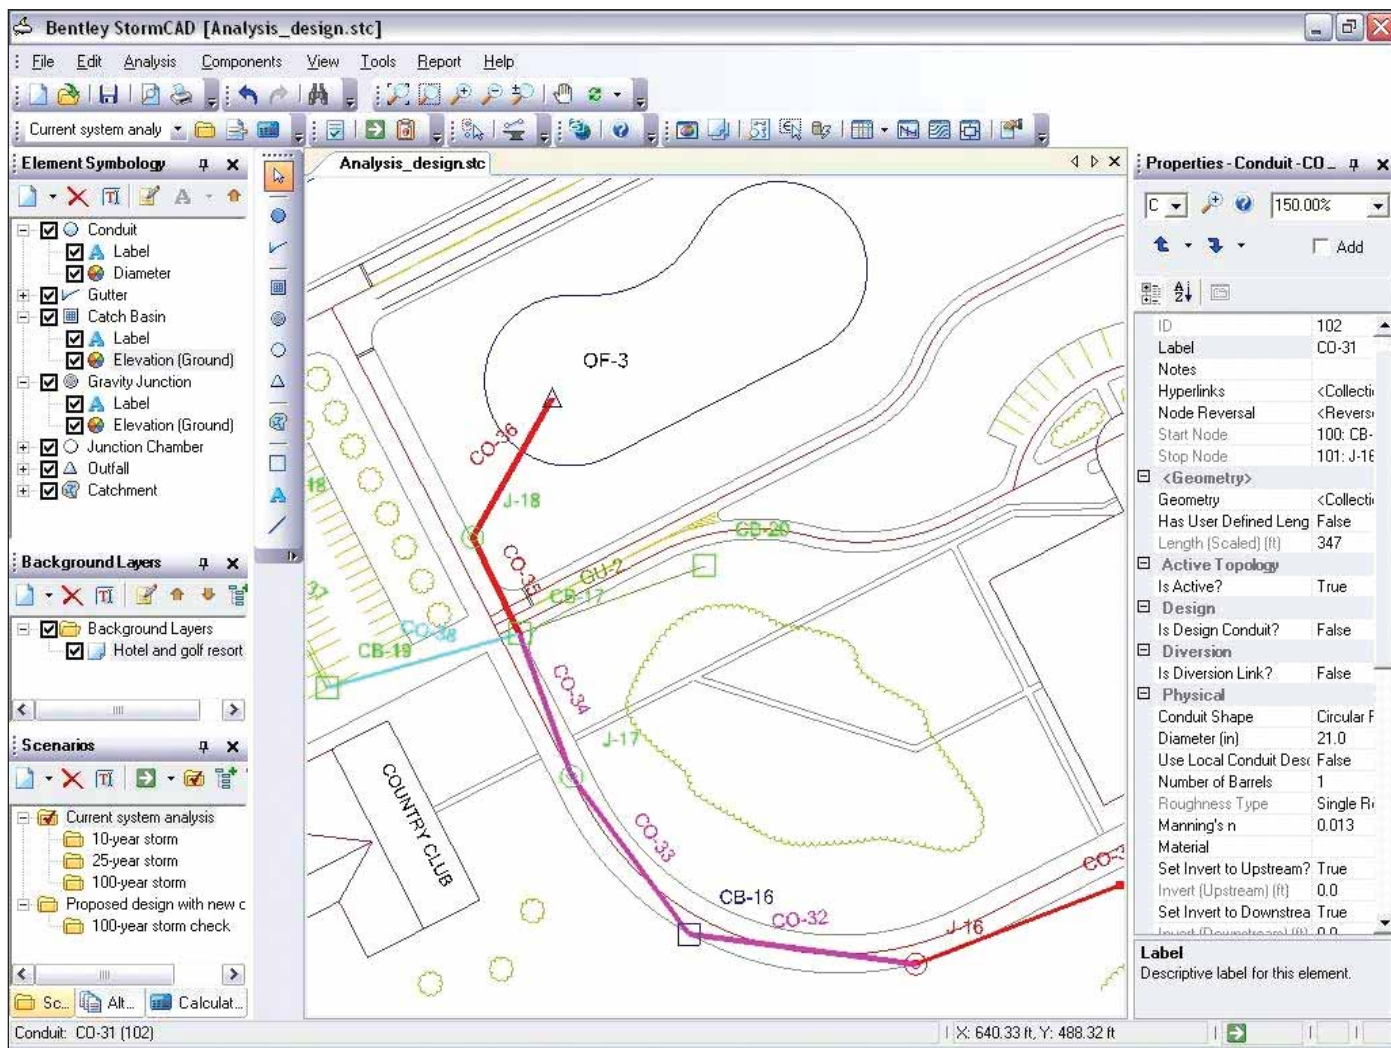 Bentley StormCAD [Analysis_design.stc]
File Edit Analysis Components View Tools Report Help
Current system analy
Element Symbology
Conduit
Label
Diameter
Gutter
Catch Basin
Label
Elevation (Ground)
Gravity Junction
Label
Elevation (Ground)
Junction Chamber
Outfall
Catchment
Background Layers
Background Layers
Hotel and golf resort
Scenarios
Current system analysis
10-year storm
25-year storm
100-year storm
Proposed design with new c
100-year storm check
Sc... Alt... Calculat...
Analysis_design.stc
OF-3
CO-36
J-18
18
CO-35
GU-2
CB-20
CB-17
CO-38
CB-19
CO-34
J-17
COUNTRY CLUB
CO-33
CB-16
CO-32
J-16
CO-3
Properties - Conduit - CO
C 150.00%
Add
ID 102
Label CO-31
Notes
Hyperlinks <Collecti
Node Reversal <Revers
Start Node 100: CB-
Stop Node 101: J-16
<Geometry>
Geometry <Collecti
Has User Defined Leng False
Length (Scaled) (ft) 347
Active Topology
Is Active? True
Design
Is Design Conduit? False
Diversion
Is Diversion Link? False
Physical
Conduit Shape Circular P
Diameter (in) 21.0
Use Local Conduit Desc False
Number of Barrels 1
Roughness Type Single R
Manning's n 0.013
Material
Set Invert to Upstream? True
Invert (Upstream) (ft) 0.0
Set Invert to Downstrea True
Invert (Downstream) (ft) 0.0
Label
Descriptive label for this element.
Conduit: CO-31 (102)
X: 640.33 ft, Y: 488.32 ft